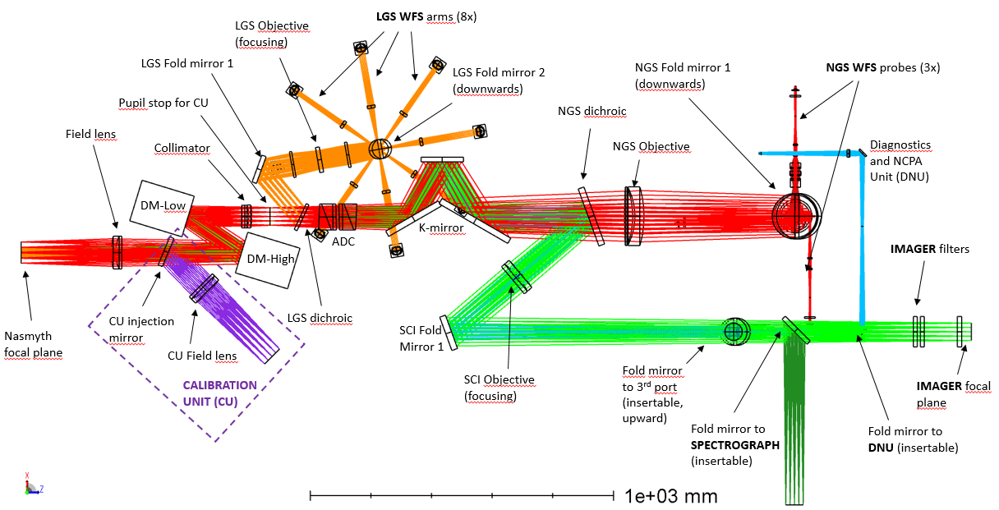 LGS WFS arms (8x)
LGS Objective
(focusing)
LGS Fold mirror 1
Pupil stop for CU
Field lens
Collimator
LGS Fold mirror 2
(downwards)
NGS Fold mirror 1
(downwards)
NGS WFS probes (3x)
NGS dichroic
NGS Objective
Diagnostics
and NCPA
Unit (DNU)
DM-Low
DM-High
ADC
K-mirror
IMAGER filters
LGS dichroic
CU injection
mirror
CU Field lens
Nasmyth
focal plane
CALIBRATION
UNIT (CU)
SCI Fold
Mirror 1
SCI Objective
(focusing)
Fold mirror
to 3rd port
(insertable,
upward)
Fold mirror to
SPECTROGRAPH
(insertable)
Fold mirror to
DNU (insertable)
IMAGER focal
plane
X
Z
1e+03 mm